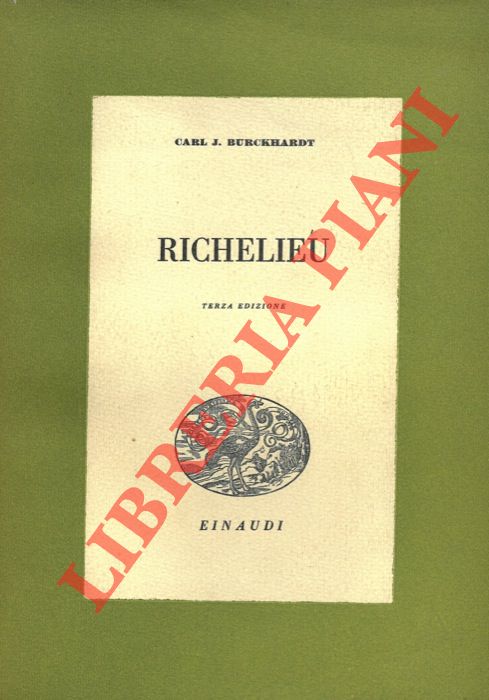 CARL J. BURCKHARDT
RICHELIEU
TERZA EDIZIONE
EINAUDI
LIBRERIA PIANI